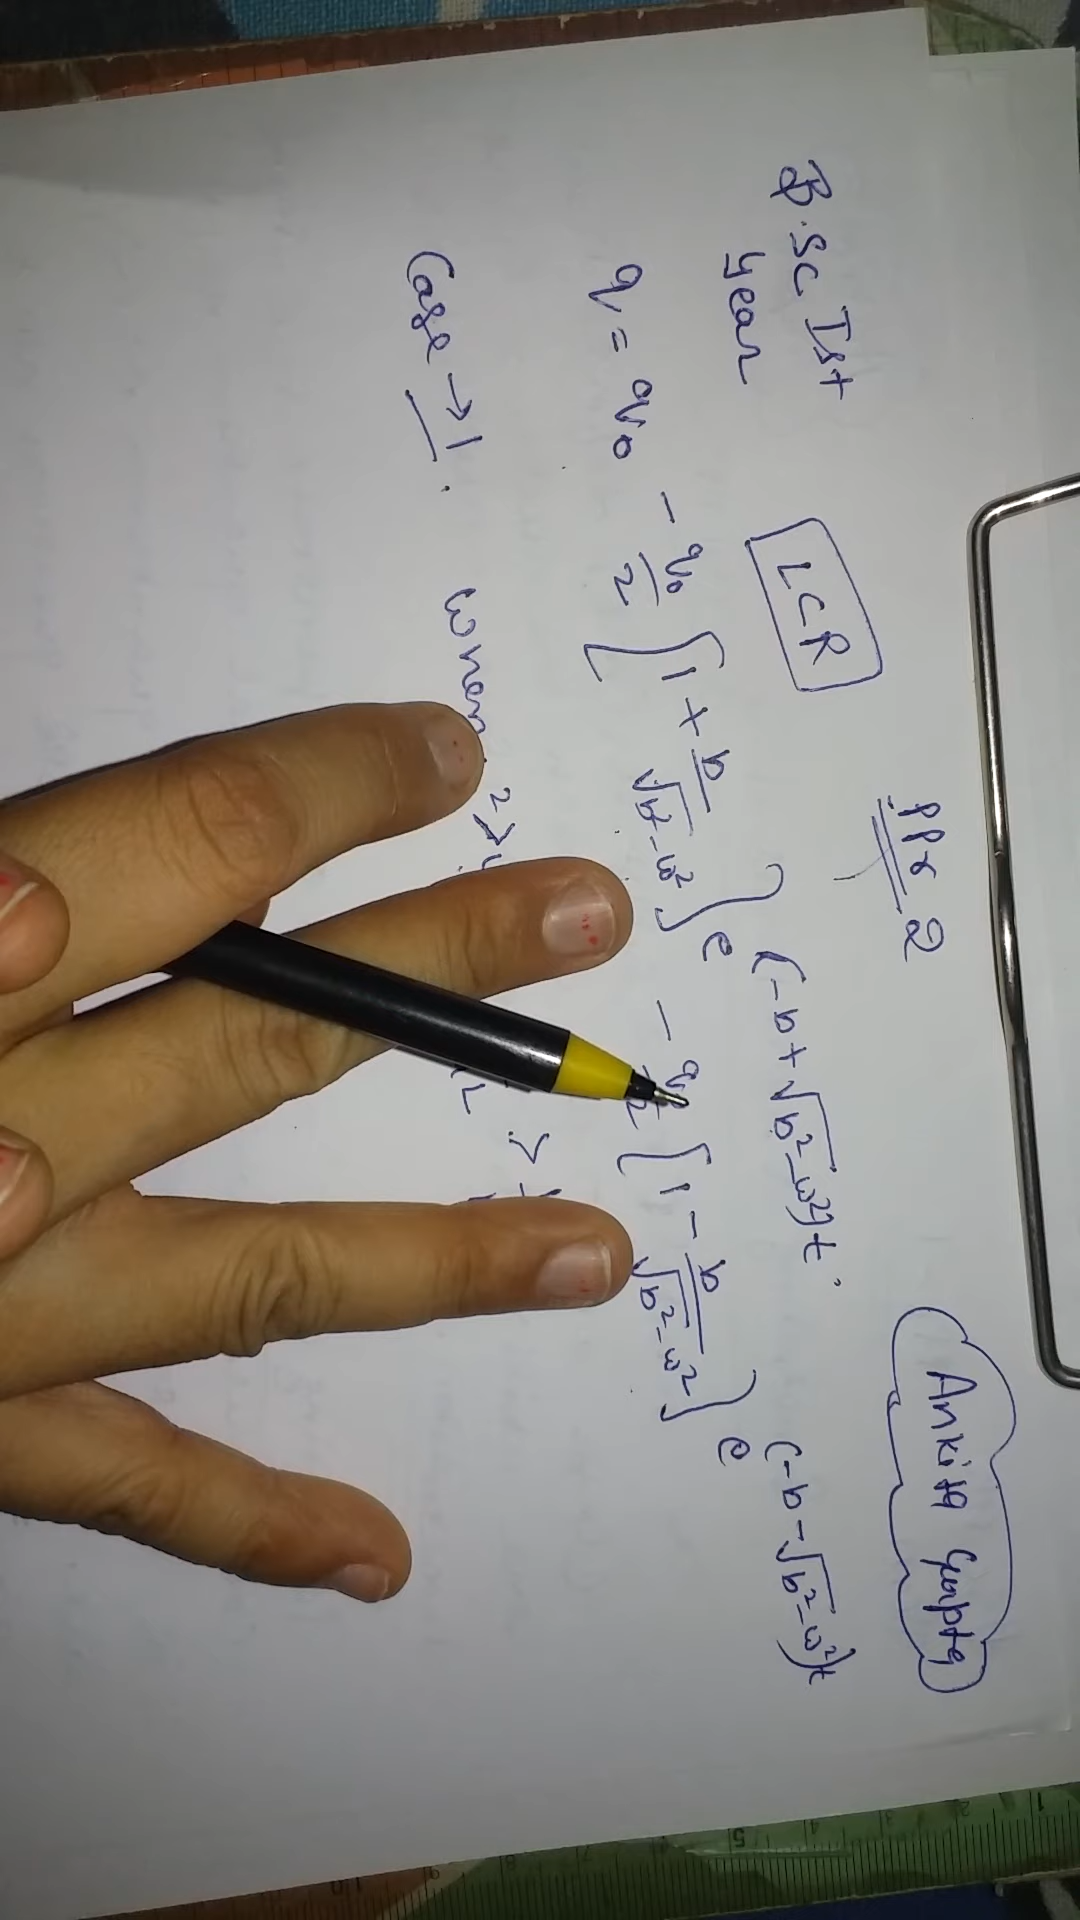 PPr 2
B.Sc Ist year
LCR
Ankita Gupta
q = q₀ - q₀/2 [1 + b/√b²-ω²] e^(-b+√b²-ω²)t - q₀/2 [1 - b/√b²-ω²] e^(-b-√b²-ω²)t
Case → 1. when